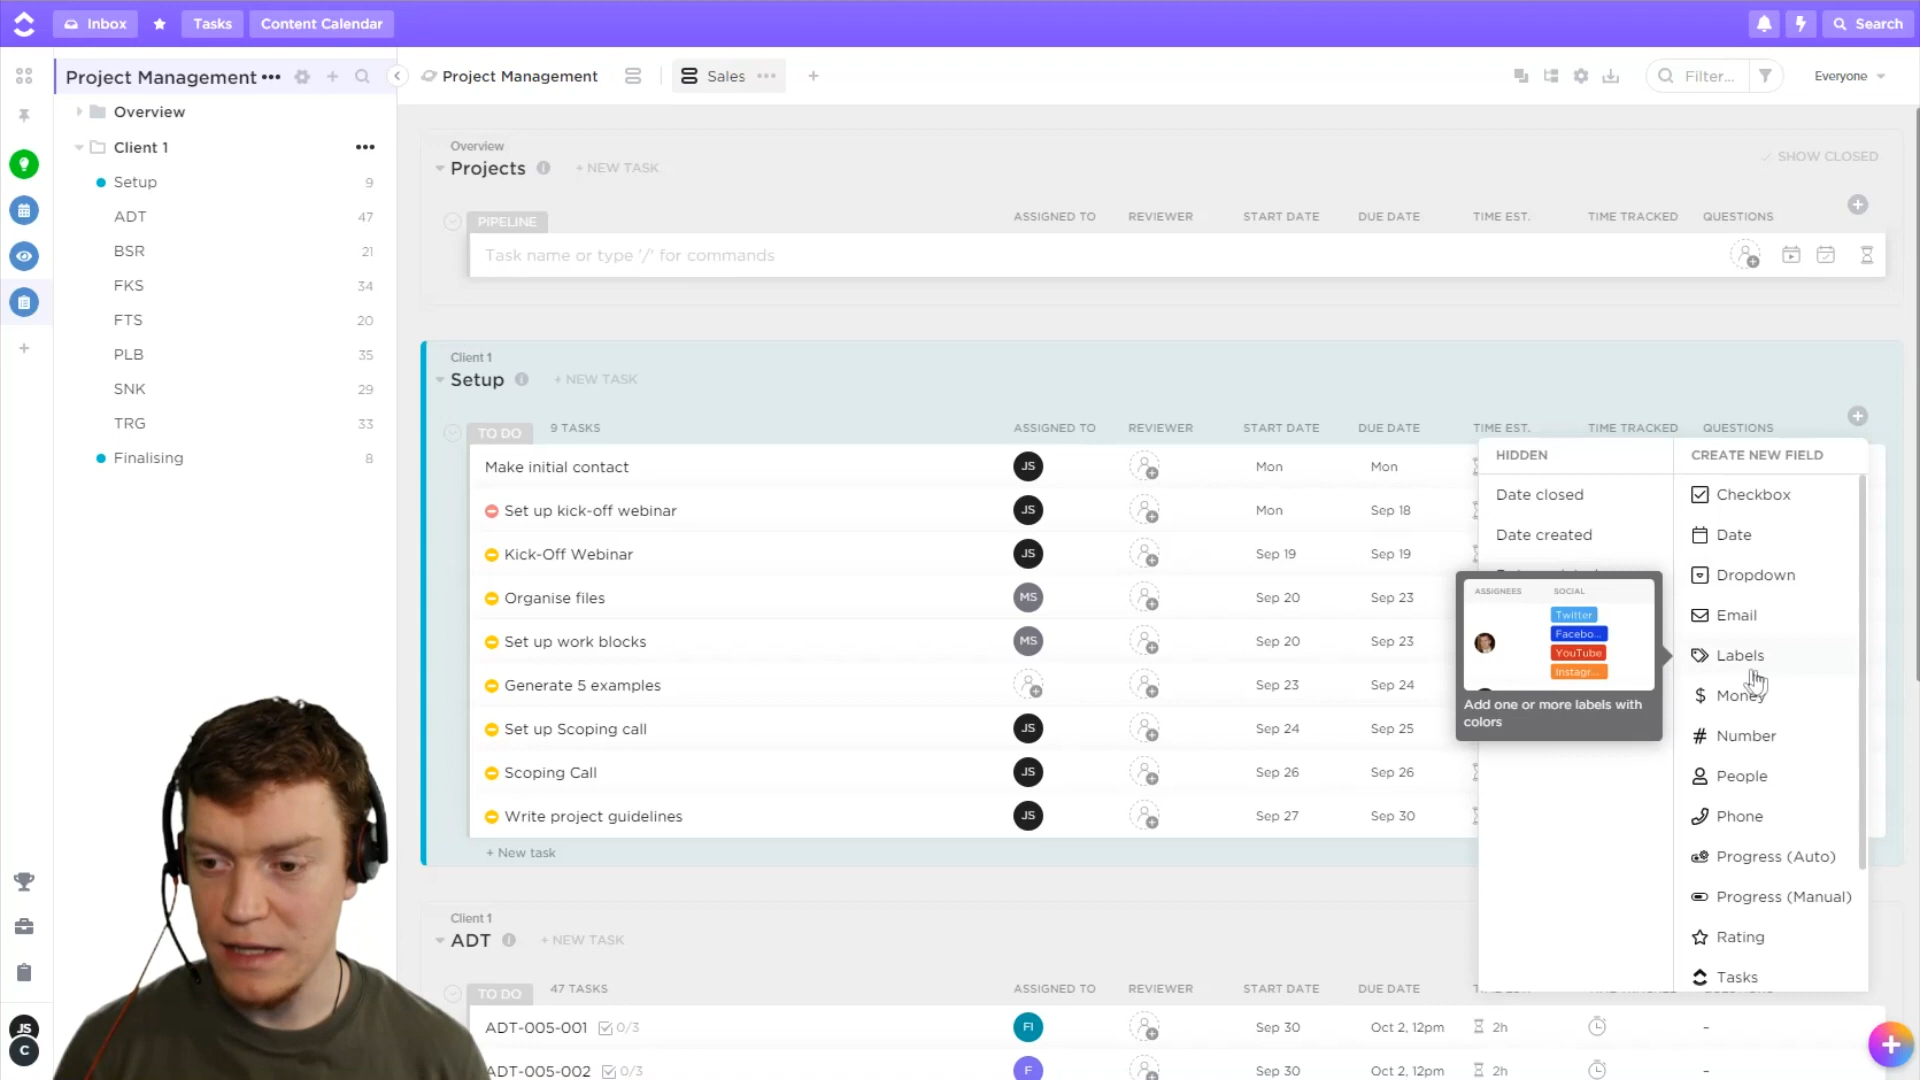 Inbox Tasks Content Calendar Search
Project Management ••• Project Management Sales ••• Filter... Everyone
Overview
Client 1 •••
Setup 9
ADT 47
BSR 21
FKS 34
FTS 20
PLB 35
SNK 29
TRG 33
Finalising 8
JS
C
Overview
Projects + NEW TASK SHOW CLOSED
PIPELINE ASSIGNED TO REVIEWER START DATE DUE DATE TIME EST. TIME TRACKED QUESTIONS
Task name or type '/' for commands
Client 1
Setup + NEW TASK
TO DO 9 TASKS ASSIGNED TO REVIEWER START DATE DUE DATE TIME EST. TIME TRACKED QUESTIONS
Make initial contact JS Mon Mon
Set up kick-off webinar JS Mon Sep 18
Kick-Off Webinar JS Sep 19 Sep 19
Organise files MS Sep 20 Sep 23
Set up work blocks MS Sep 20 Sep 23
Generate 5 examples Sep 23 Sep 24
Set up Scoping call JS Sep 24 Sep 25
Scoping Call JS Sep 26 Sep 26
Write project guidelines JS Sep 27 Sep 30
+ New task
HIDDEN
Date closed
Date created
CREATE NEW FIELD
Checkbox
Date
Dropdown
Email
Labels
Money
Number
People
Phone
Progress (Auto)
Progress (Manual)
Rating
Tasks
ASSIGNEES SOCIAL
Twitter
Facebo...
YouTube
Instagr...
Add one or more labels with
colors
Client 1
ADT + NEW TASK
TO DO 47 TASKS ASSIGNED TO REVIEWER START DATE DUE DATE
ADT-005-001 0/3 FI Sep 30 Oct 2, 12pm 2h –
ADT-005-002 0/3 F Sep 30 Oct 2, 12pm 2h –